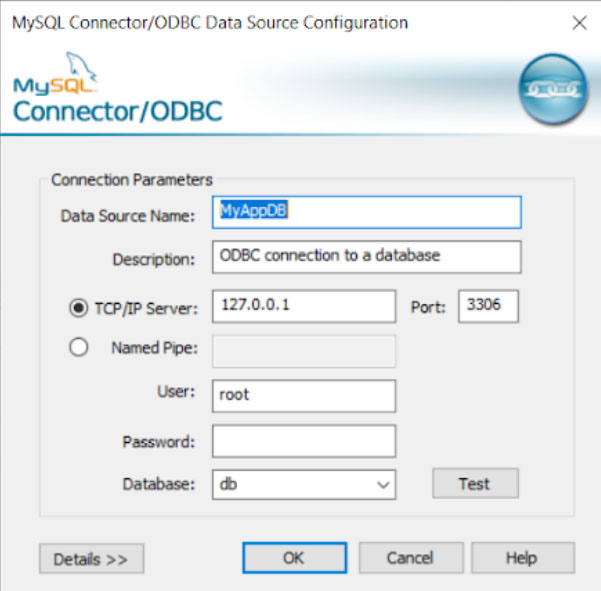 MySQL Connector/ODBC Data Source Configuration
MySQL
Connector/ODBC
Connection Parameters
Data Source Name: MyAppDB
Description: ODBC connection to a database
TCP/IP Server: 127.0.0.1 Port: 3306
Named Pipe:
User: root
Password:
Database: db Test
Details >> OK Cancel Help